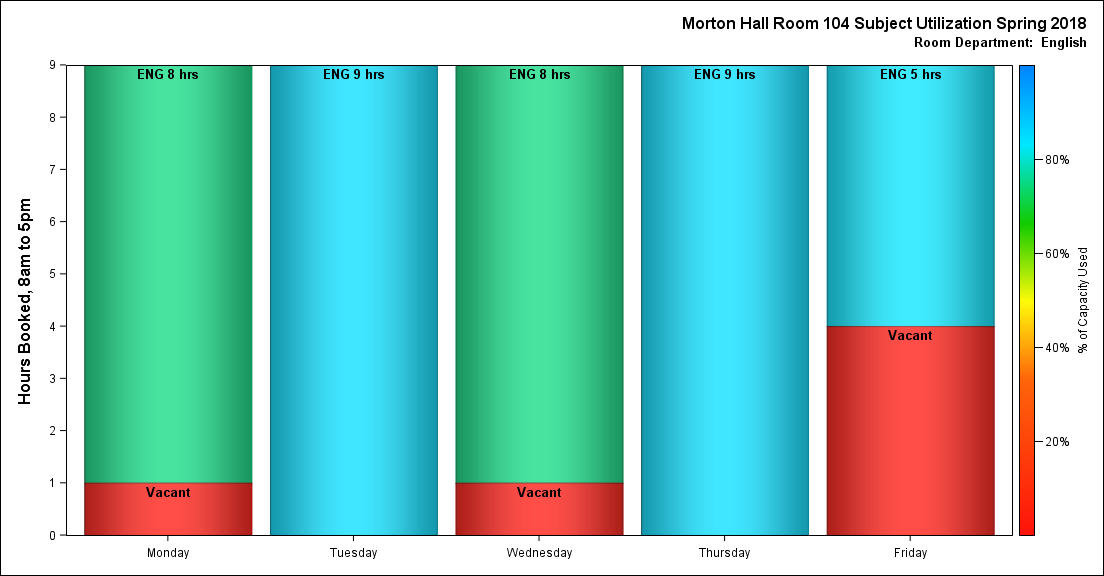 Morton Hall Room 104 Subject Utilization Spring 2018
Room Department:  English
Hours Booked, 8am to 5pm
9
8
7
6
5
4
3
2
1
0
ENG 8 hrs
ENG 9 hrs
ENG 8 hrs
ENG 9 hrs
ENG 5 hrs
Vacant
Vacant
Vacant
Monday
Tuesday
Wednesday
Thursday
Friday
80%
60%
40%
20%
% of Capacity Used